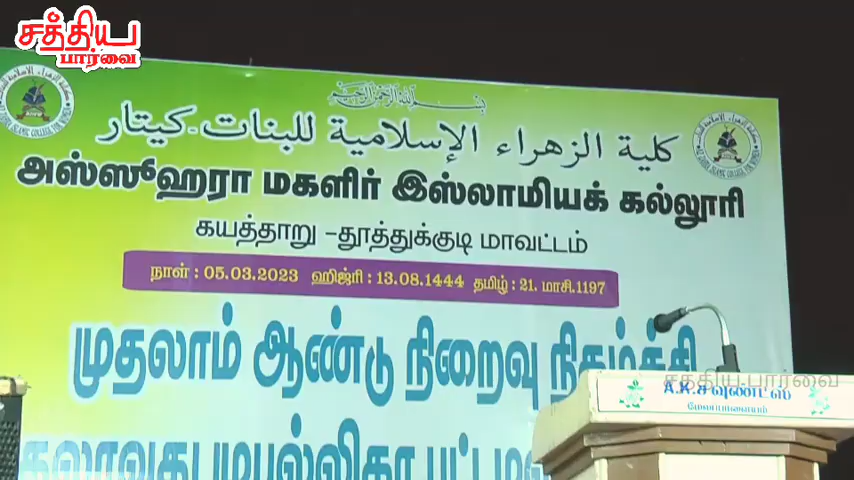 சத்திய
பார்வை
بسم الله الرحمن الرحيم
كلية الزهراء الإسلامية للبنات-كيتار
அஸ்ஸஹரா மகளிர் இஸ்லாமியக் கல்லூரி
கயத்தாறு –தூத்துக்குடி மாவட்டம்
நாள் : 05.03.2023 ஹிஜ்ரி : 13.08.1444 தமிழ் : 21. மாசி.1197
முதலாம் ஆண்டு நிறைவு நிகழ்ச்சி
சத்திய பார்வை
A.K.சவுண்ட்ஸ்